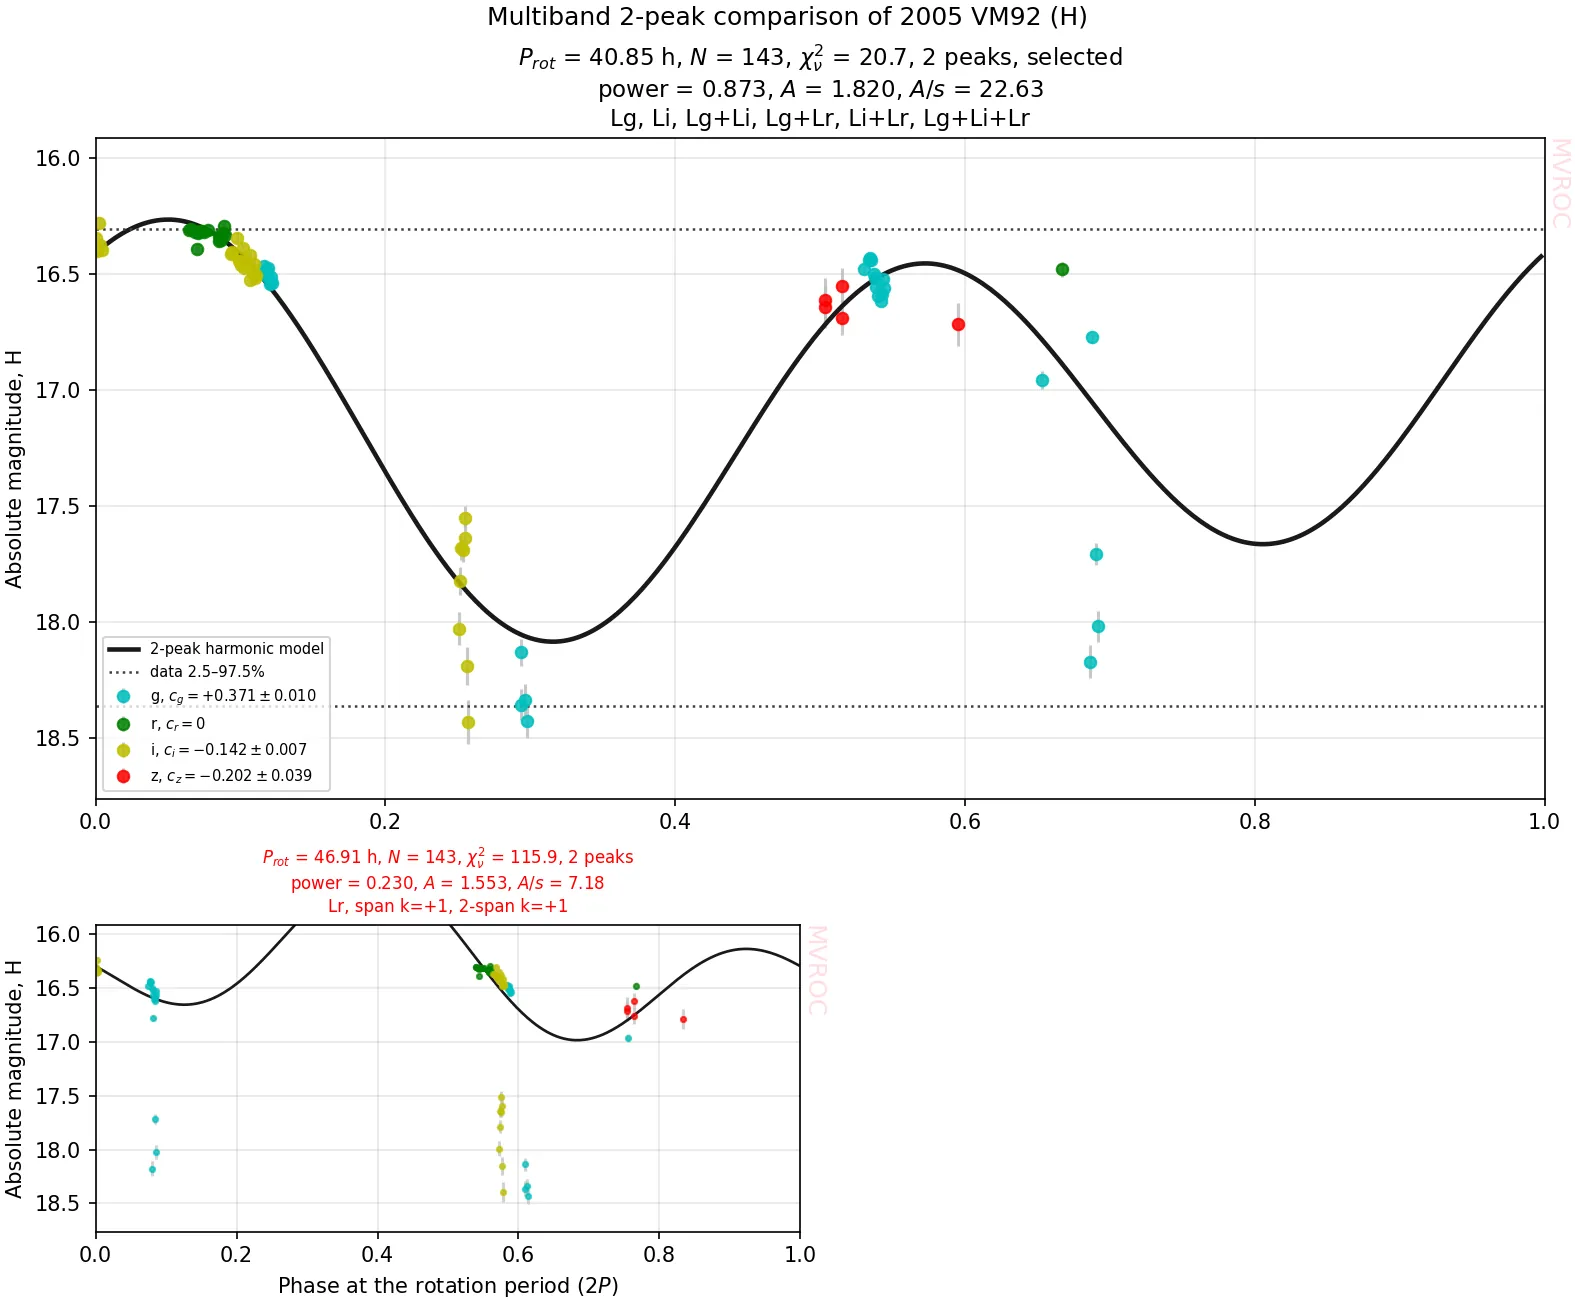 Multiband 2-peak comparison of 2005 VM92 (H)
P_rot = 40.85 h, N = 143, χ²_ν = 20.7, 2 peaks, selected
power = 0.873, A = 1.820, A/s = 22.63
Lg, Li, Lg+Li, Lg+Lr, Li+Lr, Lg+Li+Lr
MVROC
Absolute magnitude, H
16.0
16.5
17.0
17.5
18.0
18.5
2-peak harmonic model
data 2.5–97.5%
g, c_g = +0.371 ± 0.010
r, c_r = 0
i, c_i = −0.142 ± 0.007
z, c_z = −0.202 ± 0.039
0.0 0.2 0.4 0.6 0.8 1.0
P_rot = 46.91 h, N = 143, χ²_ν = 115.9, 2 peaks
power = 0.230, A = 1.553, A/s = 7.18
Lr, span k=+1, 2-span k=+1
MVROC
Absolute magnitude, H
16.0
16.5
17.0
17.5
18.0
18.5
0.0 0.2 0.4 0.6 0.8 1.0
Phase at the rotation period (2P)